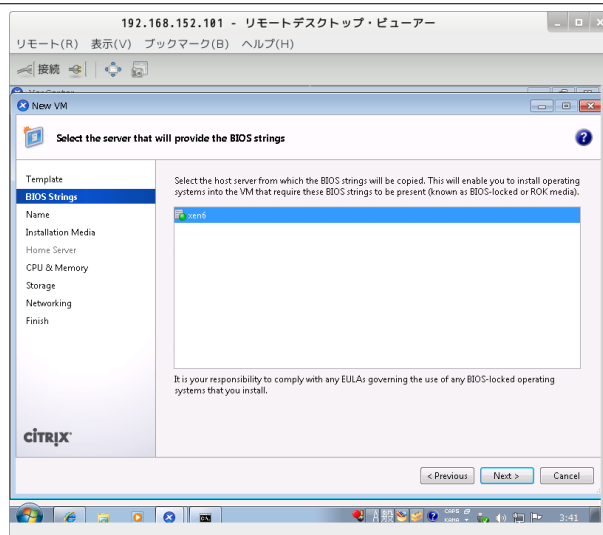 192.168.152.101 - リモートデスクトップ・ビューアー
リモート(R) 表示(V) ブックマーク(B) ヘルプ(H)
接続
New VM
Select the server that will provide the BIOS strings
Template
BIOS Strings
Name
Installation Media
Home Server
CPU & Memory
Storage
Networking
Finish
Select the host server from which the BIOS strings will be copied. This will enable you to install operating
systems into the VM that require these BIOS strings to be present (known as BIOS-locked or ROK media).
xen6
It is your responsibility to comply with any EULAs governing the use of any BIOS-locked operating
systems that you install.
CİTRIX
< Previous Next > Cancel
A 般 CAPS KANA 3:41